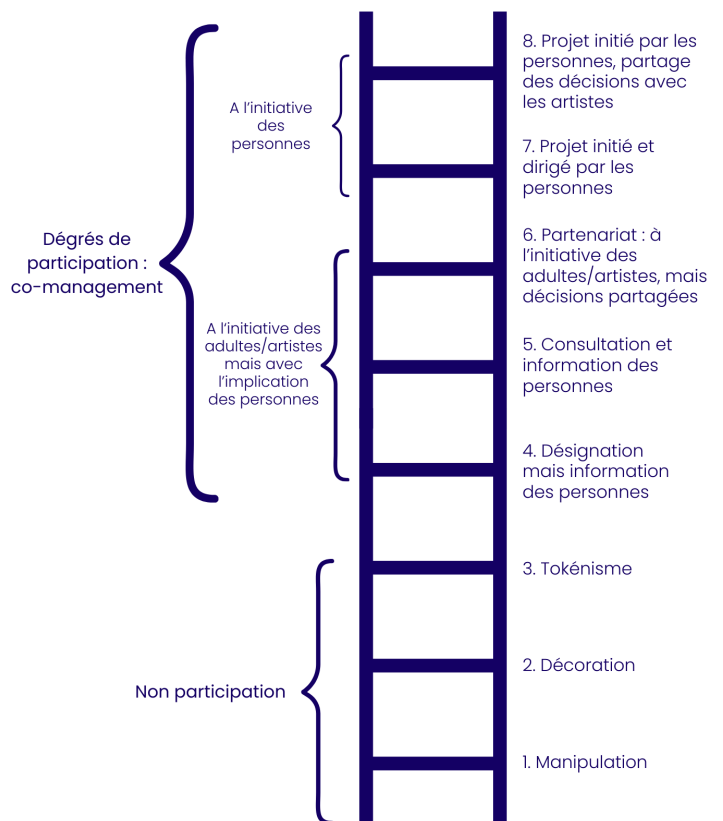 8. Projet initié par les
personnes, partage
des décisions avec
les artistes
A l’initiative
des
personnes
7. Projet initié et
dirigé par les
personnes
Dégrés de
participation :
co-management
6. Partenariat : à
l’initiative des
adultes/artistes, mais
décisions partagées
A l’initiative des
adultes/artistes
mais avec
l’implication
des personnes
5. Consultation et
information des
personnes
4. Désignation
mais information
des personnes
3. Tokénisme
Non participation
2. Décoration
1. Manipulation